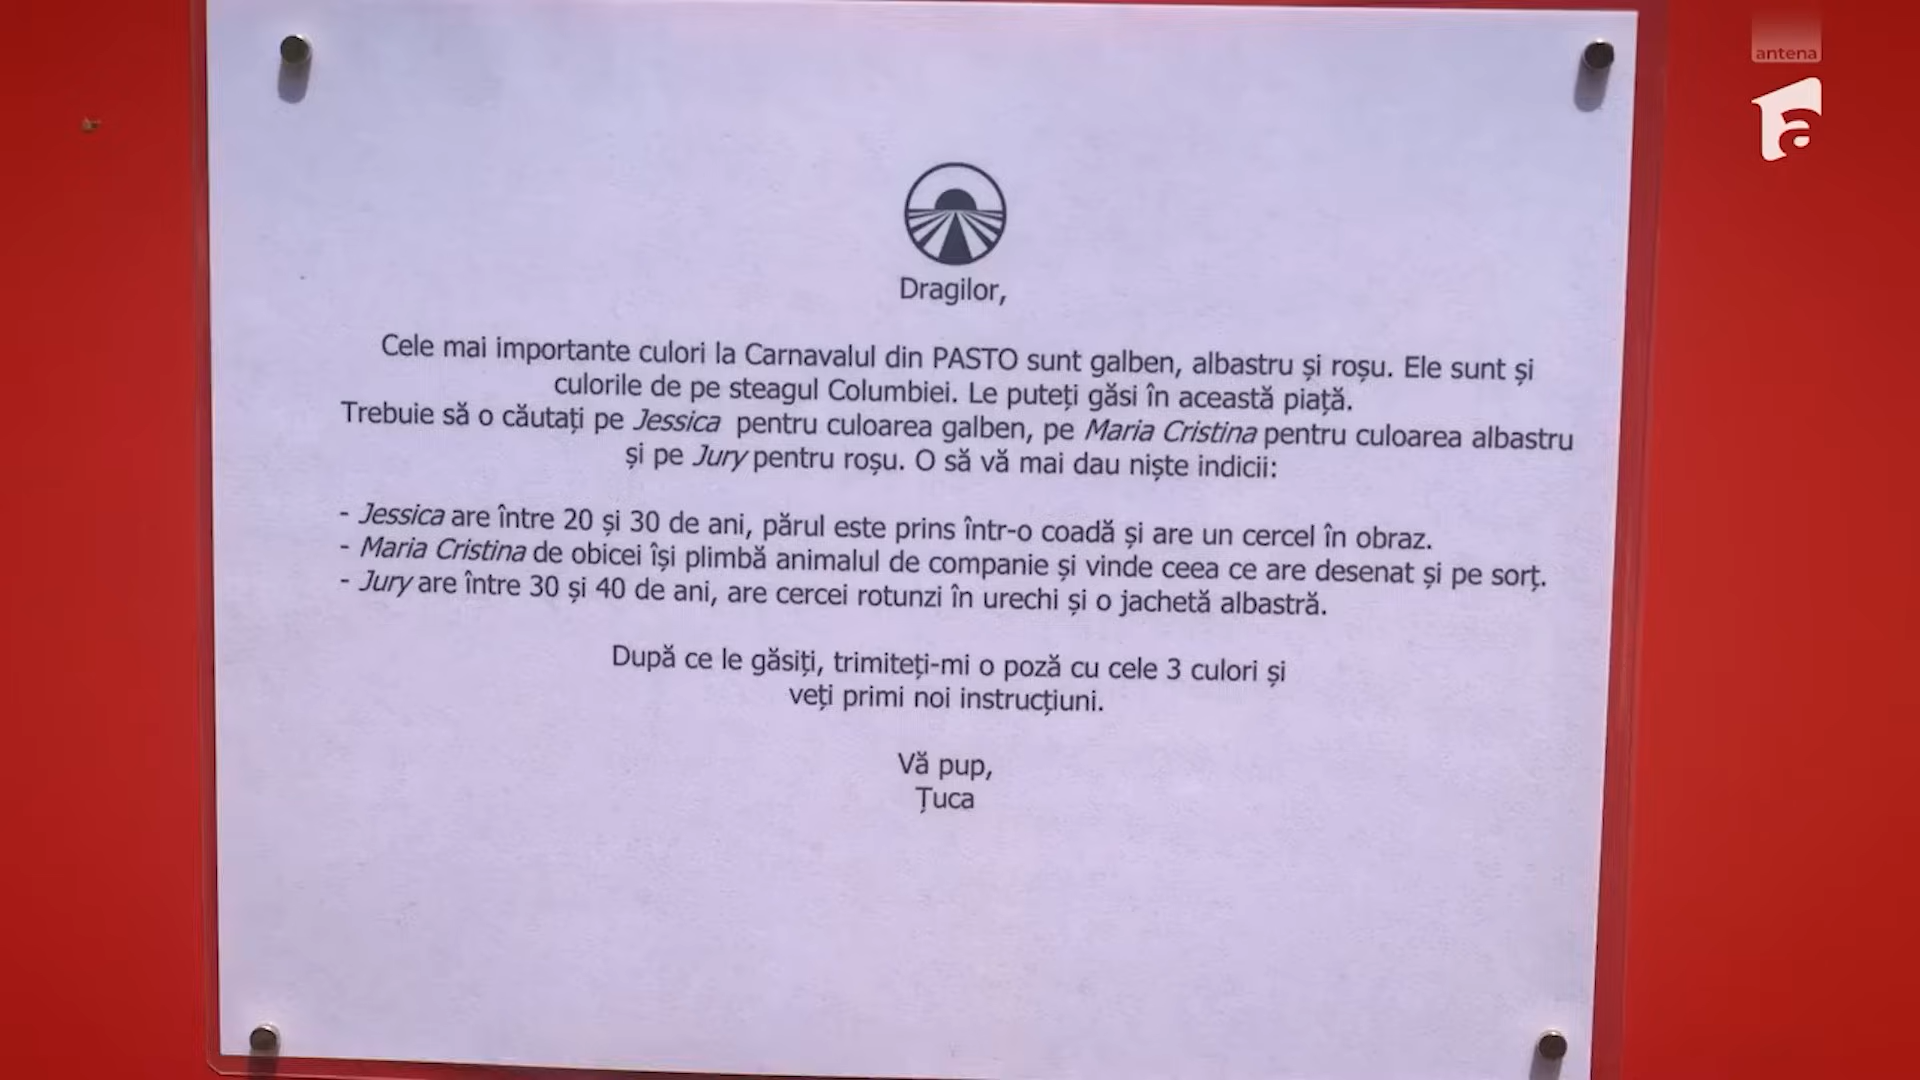 antena
a
Dragilor,
Cele mai importante culori la Carnavalul din PASTO sunt galben, albastru și roșu. Ele sunt și
culorile de pe steagul Columbiei. Le puteți găsi în această piață.
Trebuie să o căutați pe Jessica pentru culoarea galben, pe Maria Cristina pentru culoarea albastru
și pe Jury pentru roșu. O să vă mai dau niște indicii:
- Jessica are între 20 și 30 de ani, părul este prins într-o coadă și are un cercel în obraz.
- Maria Cristina de obicei își plimbă animalul de companie și vinde ceea ce are desenat și pe sorț.
- Jury are între 30 și 40 de ani, are cercei rotunzi în urechi și o jachetă albastră.
După ce le găsiți, trimiteți-mi o poză cu cele 3 culori și
veți primi noi instrucțiuni.
Vă pup,
Țuca